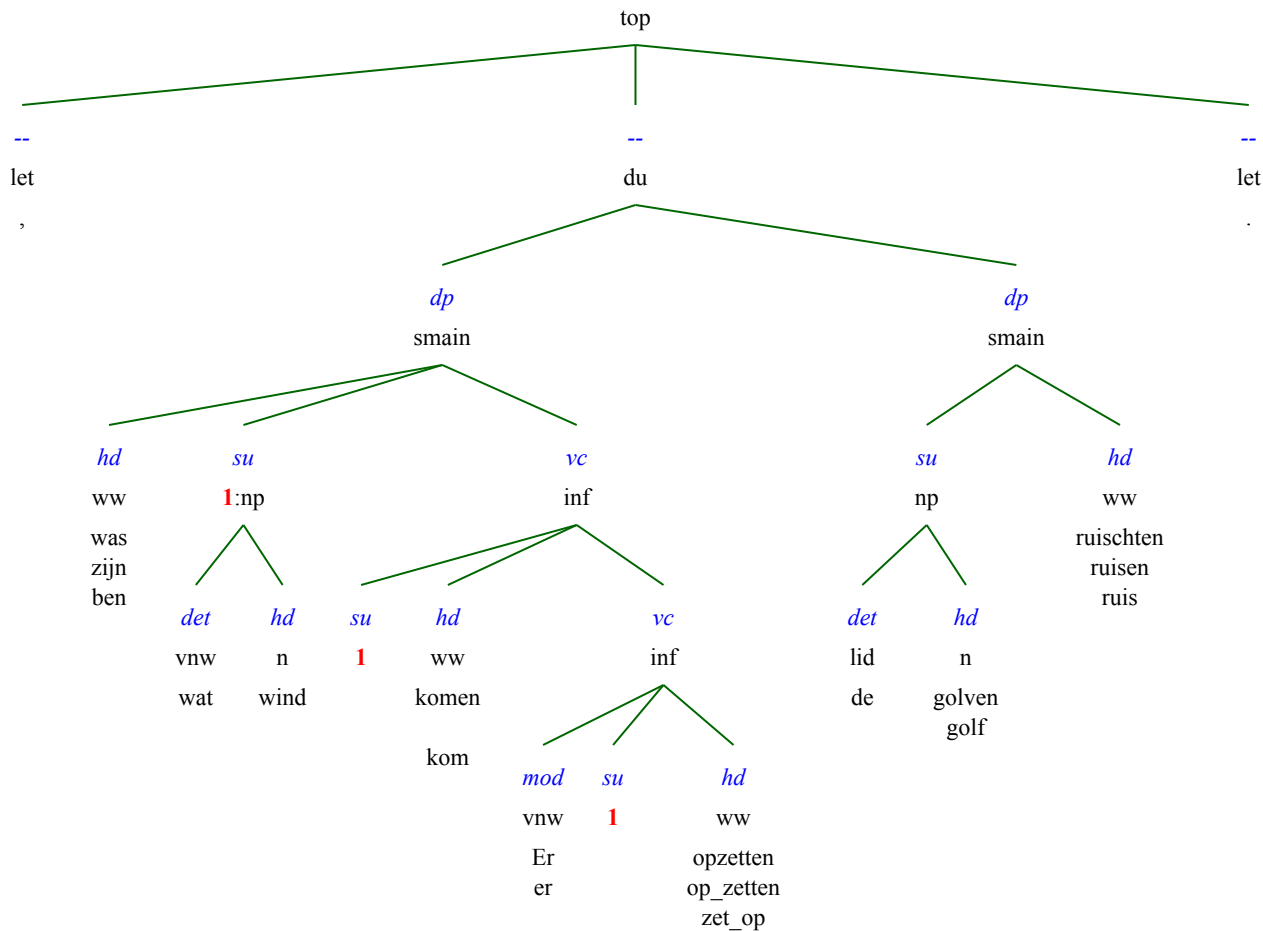 top
-- -- --
let du let
, .
dp dp
smain smain
hd su vc su hd
ww 1:np inf np ww
was ruischten
zijn ruisen
ben ruis
det hd su hd vc det hd
vnw n 1 ww inf lid n
wat wind komen de golven
golf
kom
mod su hd
vnw 1 ww
Er opzetten
er op_zetten
zet_op